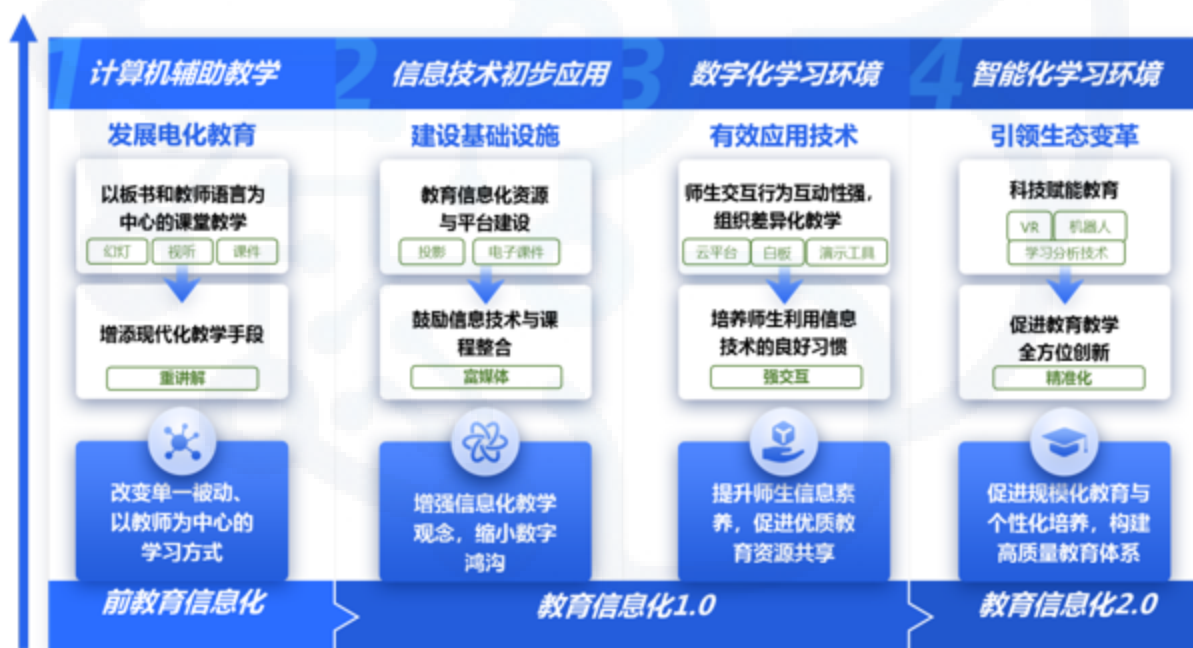 1 计算机辅助教学
2 信息技术初步应用
3 数字化学习环境
4 智能化学习环境
发展电化教育
以板书和教师语言为
中心的课堂教学
幻灯 视听 课件
增添现代化教学手段
重讲解
改变单一被动、
以教师为中心的
学习方式
建设基础设施
教育信息化资源
与平台建设
投影 电子课件
鼓励信息技术与课
程整合
富媒体
增强信息化教学
观念，缩小数字
鸿沟
有效应用技术
师生交互行为互动性强，
组织差异化教学
云平台 白板 演示工具
培养师生利用信息
技术的良好习惯
强交互
提升师生信息素
养，促进优质教
育资源共享
引领生态变革
科技赋能教育
VR 机器人
学习分析技术
促进教育教学
全方位创新
精准化
促进规模化教育与
个性化培养，构建
高质量教育体系
前教育信息化
教育信息化1.0
教育信息化2.0